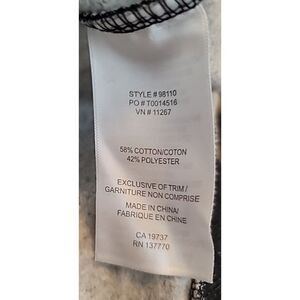 STYLE # 98110
PO # T0014516
VN # 11267
58% COTTON/COTON
42% POLYESTER
EXCLUSIVE OF TRIM/
GARNITURE NON COMPRISE
MADE IN CHINA/
FABRIQUE EN CHINE
CA 19737
RN 137770